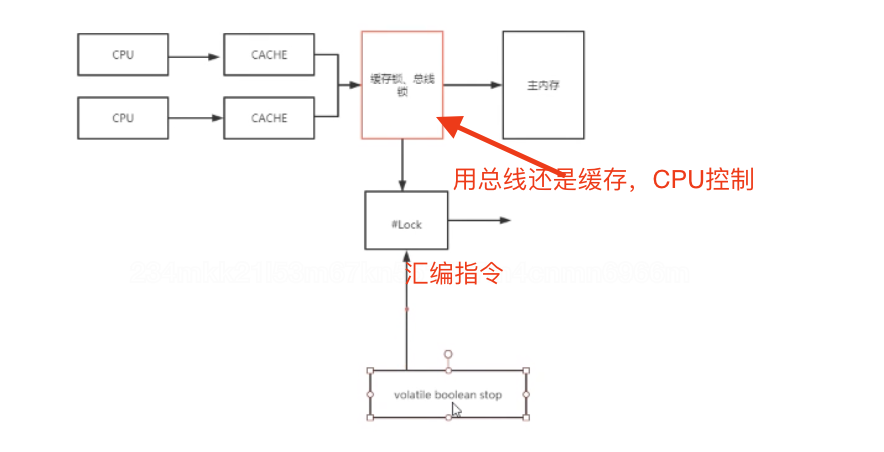 CPU
CACHE
缓存锁、总线
锁
主内存
CPU
CACHE
用总线还是缓存，CPU控制
#Lock
汇编指令
volatile boolean stop